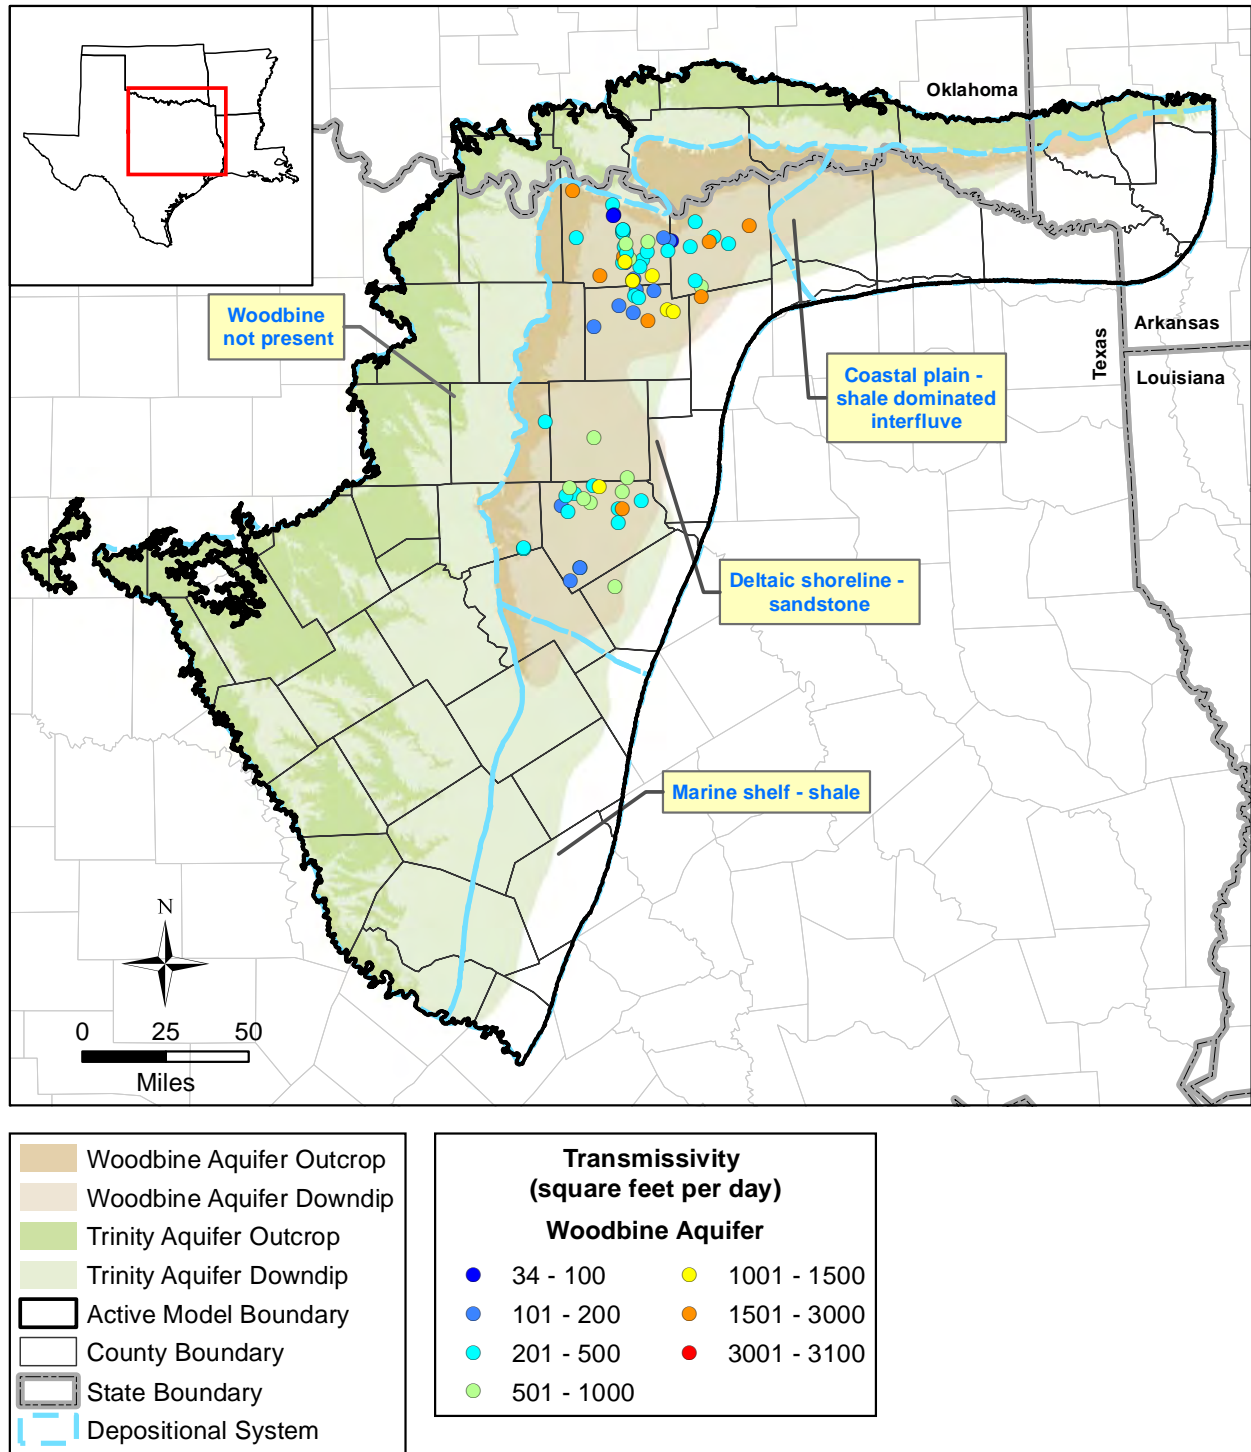 Oklahoma
Texas
Arkansas
Louisiana
Woodbine
not present
Coastal plain -
shale dominated
interfluve
Deltaic shoreline -
sandstone
Marine shelf - shale
N
0 25 50
Miles
Woodbine Aquifer Outcrop
Woodbine Aquifer Downdip
Trinity Aquifer Outcrop
Trinity Aquifer Downdip
Active Model Boundary
County Boundary
State Boundary
Depositional System
Transmissivity
(square feet per day)
Woodbine Aquifer
34 - 100
101 - 200
201 - 500
501 - 1000
1001 - 1500
1501 - 3000
3001 - 3100